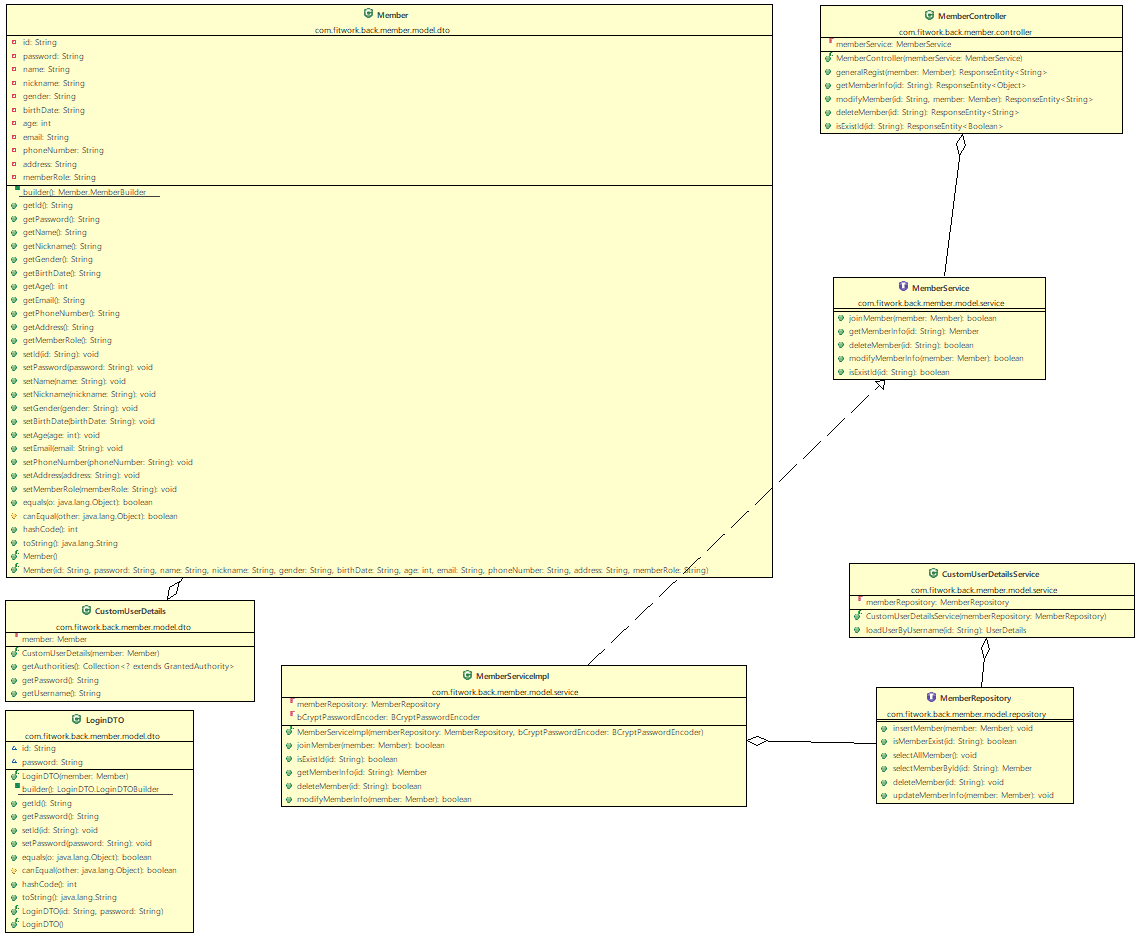 Member
com.fitwork.back.member.model.dto
id: String
password: String
name: String
nickname: String
gender: String
birthDate: String
age: int
email: String
phoneNumber: String
address: String
memberRole: String
builder(): Member.MemberBuilder
getId(): String
getPassword(): String
getName(): String
getNickname(): String
getGender(): String
getBirthDate(): String
getAge(): int
getEmail(): String
getPhoneNumber(): String
getAddress(): String
getMemberRole(): String
setId(id: String): void
setPassword(password: String): void
setName(name: String): void
setNickname(nickname: String): void
setGender(gender: String): void
setBirthDate(birthDate: String): void
setAge(age: int): void
setEmail(email: String): void
setPhoneNumber(phoneNumber: String): void
setAddress(address: String): void
setMemberRole(memberRole: String): void
equals(o: java.lang.Object): boolean
canEqual(other: java.lang.Object): boolean
hashCode(): int
toString(): java.lang.String
Member()
Member(id: String, password: String, name: String, nickname: String, gender: String, birthDate: String, age: int, email: String, phoneNumber: String, address: String, memberRole: String)
MemberController
com.fitwork.back.member.controller
memberService: MemberService
MemberController(memberService: MemberService)
generalRegist(member: Member): ResponseEntity<String>
getMemberInfo(id: String): ResponseEntity<Object>
modifyMember(id: String, member: Member): ResponseEntity<String>
deleteMember(id: String): ResponseEntity<String>
isExistId(id: String): ResponseEntity<Boolean>
MemberService
com.fitwork.back.member.model.service
joinMember(member: Member): boolean
getMemberInfo(id: String): Member
deleteMember(id: String): boolean
modifyMemberInfo(member: Member): boolean
isExistId(id: String): boolean
CustomUserDetailsService
com.fitwork.back.member.model.service
memberRepository: MemberRepository
CustomUserDetailsService(memberRepository: MemberRepository)
loadUserByUsername(id: String): UserDetails
CustomUserDetails
com.fitwork.back.member.model.dto
member: Member
CustomUserDetails(member: Member)
getAuthorities(): Collection<? extends GrantedAuthority>
getPassword(): String
getUsername(): String
MemberServiceImpl
com.fitwork.back.member.model.service
memberRepository: MemberRepository
bCryptPasswordEncoder: BCryptPasswordEncoder
MemberServiceImpl(memberRepository: MemberRepository, bCryptPasswordEncoder: BCryptPasswordEncoder)
joinMember(member: Member): boolean
isExistId(id: String): boolean
getMemberInfo(id: String): Member
deleteMember(id: String): boolean
modifyMemberInfo(member: Member): boolean
MemberRepository
com.fitwork.back.member.model.repository
insertMember(member: Member): void
isMemberExist(id: String): boolean
selectAllMember(): void
selectMemberById(id: String): Member
deleteMember(id: String): void
updateMemberInfo(member: Member): void
LoginDTO
com.fitwork.back.member.model.dto
id: String
password: String
LoginDTO(member: Member)
builder(): LoginDTO.LoginDTOBuilder
getId(): String
getPassword(): String
setId(id: String): void
setPassword(password: String): void
equals(o: java.lang.Object): boolean
canEqual(other: java.lang.Object): boolean
hashCode(): int
toString(): java.lang.String
LoginDTO(id: String, password: String)
LoginDTO()